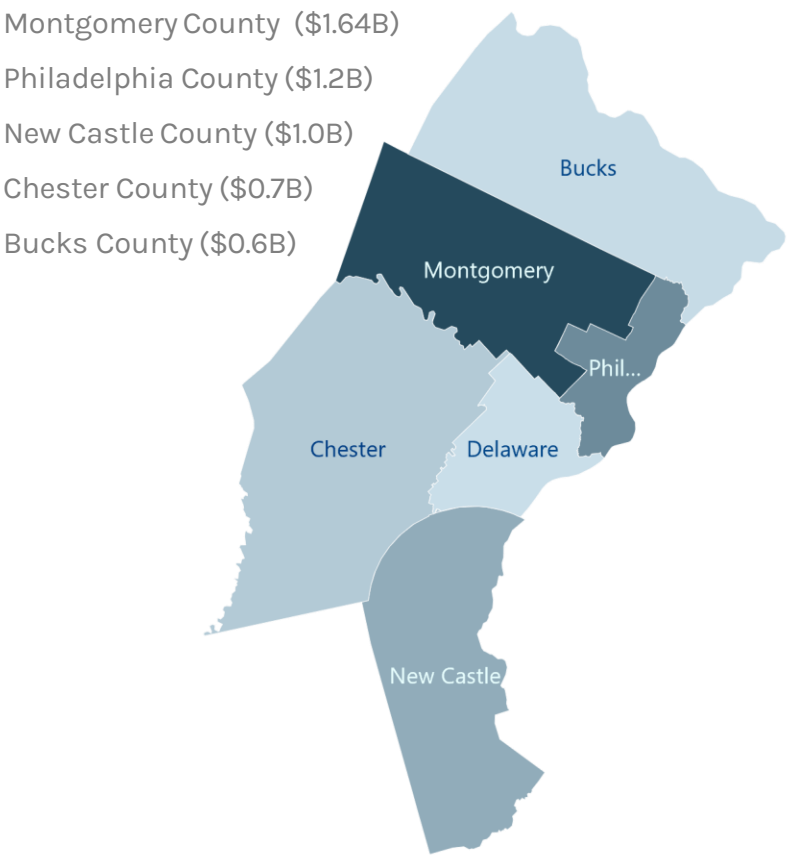 Montgomery County ($1.64B)
Philadelphia County ($1.2B)
New Castle County ($1.0B)
Chester County ($0.7B)
Bucks County ($0.6B)
Bucks
Montgomery
Phil...
Chester
Delaware
New Castle